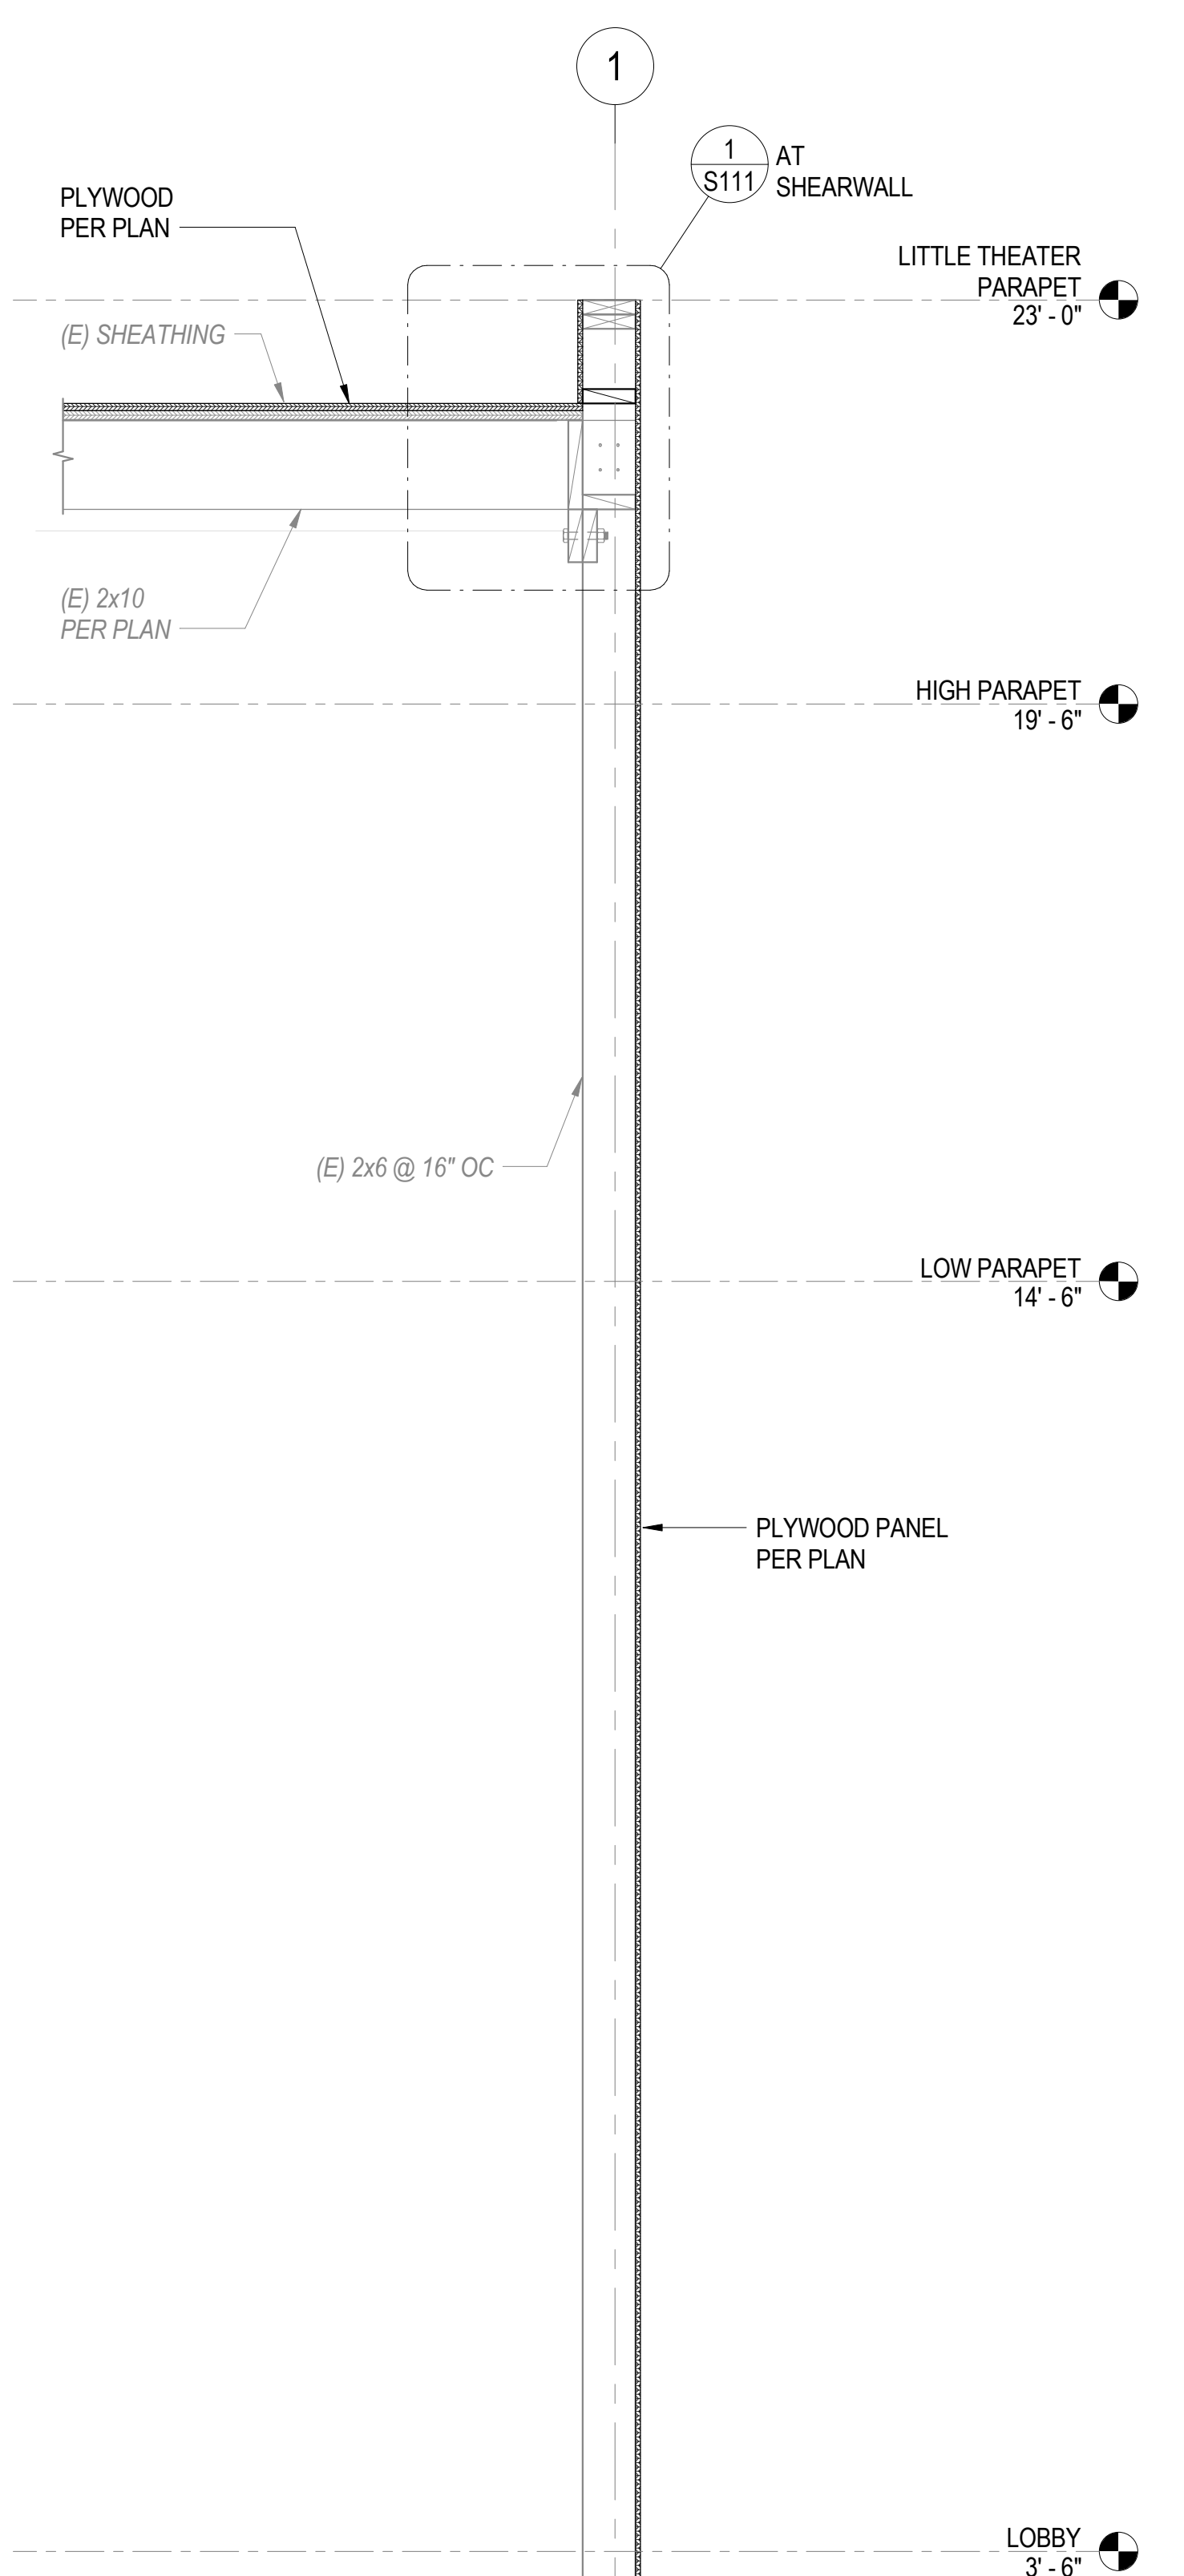 1
1
S111
AT
SHEARWALL
PLYWOOD
PER PLAN
LITTLE THEATER
PARAPET
23' - 0"
(E) SHEATHING
(E) 2x10
PER PLAN
HIGH PARAPET
19' - 6"
(E) 2x6 @ 16" OC
LOW PARAPET
14' - 6"
PLYWOOD PANEL
PER PLAN
LOBBY
3' - 6"